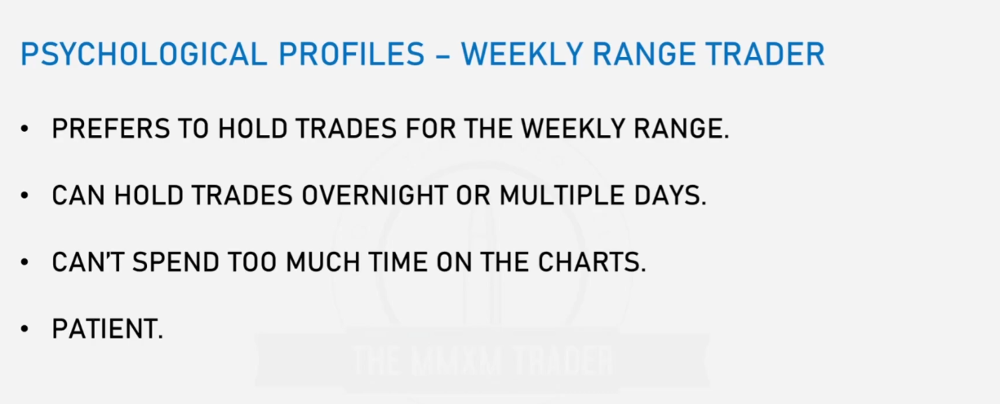 PSYCHOLOGICAL PROFILES – WEEKLY RANGE TRADER
• PREFERS TO HOLD TRADES FOR THE WEEKLY RANGE.
• CAN HOLD TRADES OVERNIGHT OR MULTIPLE DAYS.
• CAN'T SPEND TOO MUCH TIME ON THE CHARTS.
• PATIENT.
THE MMXM TRADER